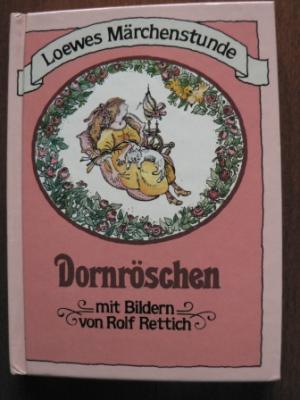 Loewes Märchenstunde
Dornröschen
mit Bildern
von Rolf Rettich